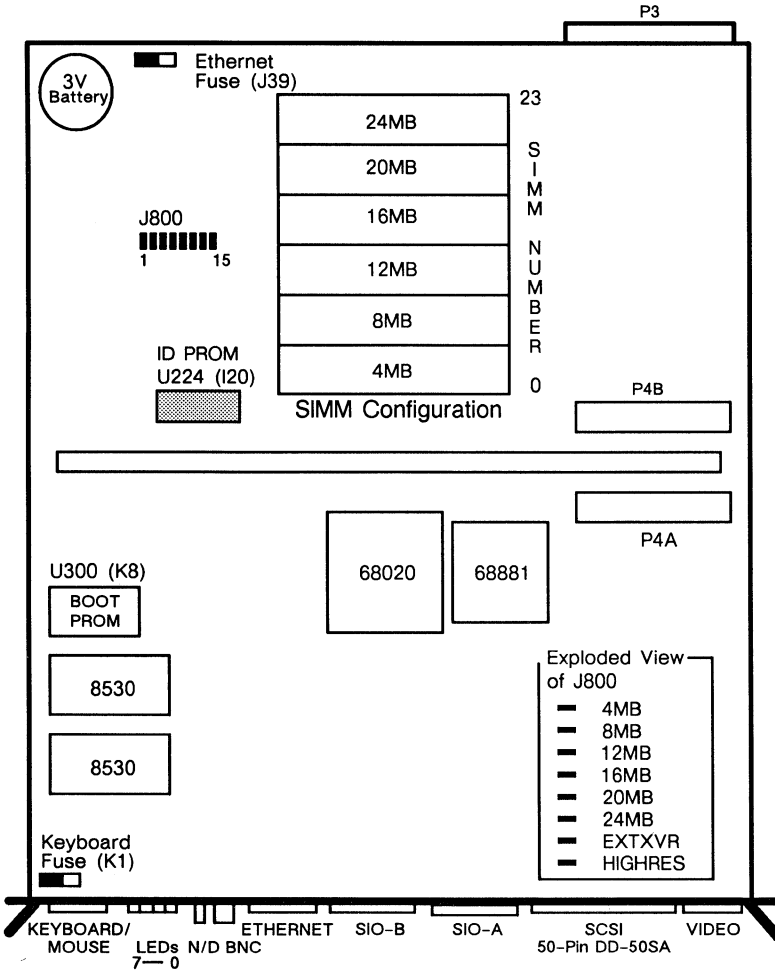 P3
Ethernet
Fuse (J39)
3V
Battery
23
24MB
20MB
16MB
12MB
8MB
4MB
SIMM NUMBER
0
SIMM Configuration
J800
1 15
ID PROM
U224 (I20)
P4B
P4A
68020
68881
U300 (K8)
BOOT
PROM
8530
8530
Exploded View
of J800
4MB
8MB
12MB
16MB
20MB
24MB
EXTXVR
HIGHRES
Keyboard
Fuse (K1)
KEYBOARD/
MOUSE
LEDs
7— 0
N/D BNC
ETHERNET
SIO-B
SIO-A
SCSI
50-Pin DD-50SA
VIDEO